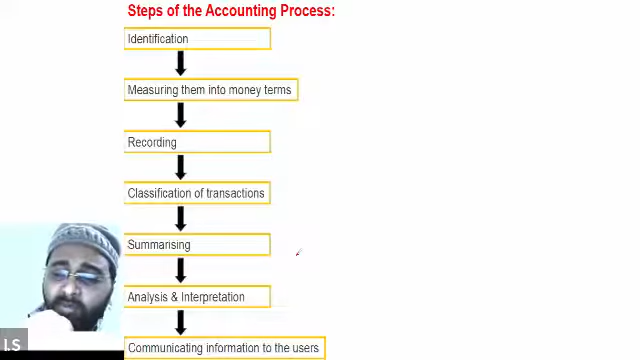 Steps of the Accounting Process:
Identification
Measuring them into money terms
Recording
Classification of transactions
Summarising
Analysis & Interpretation
Communicating information to the users
I.S